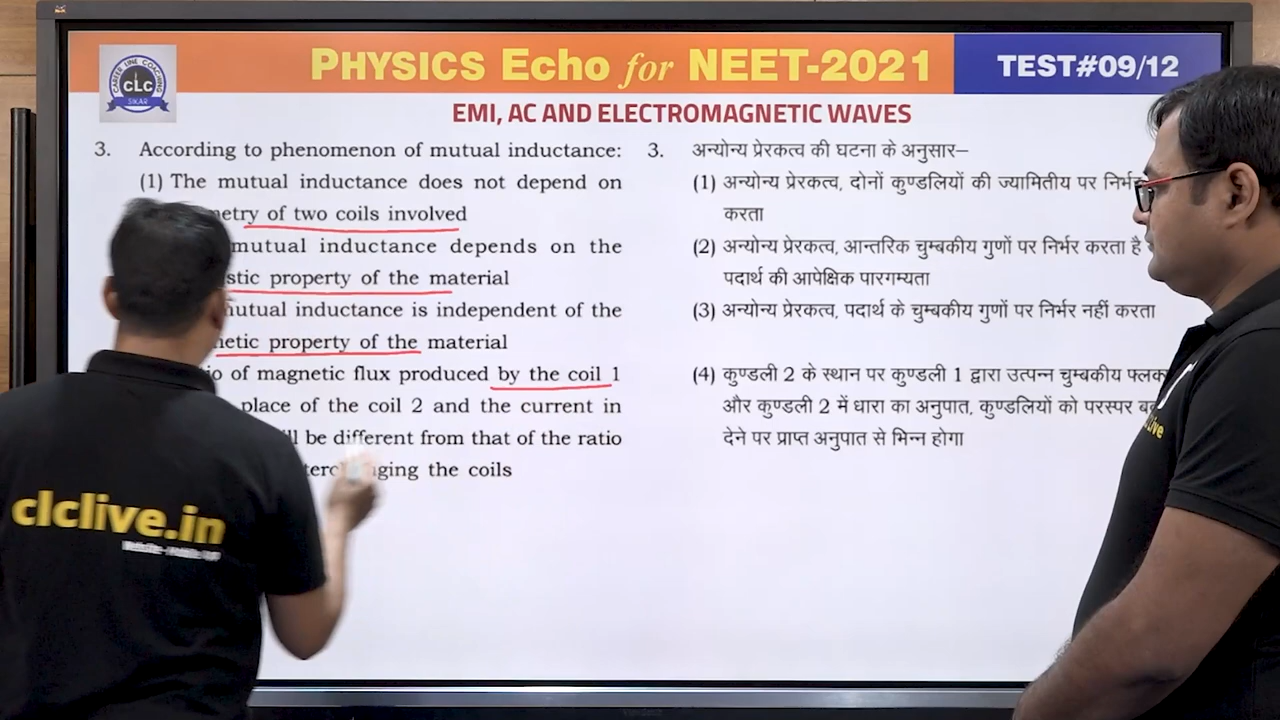 PHYSICS Echo for NEET-2021
TEST#09/12
CAREER LINE COACHING
CLC
SIKAR
EMI, AC AND ELECTROMAGNETIC WAVES
3. According to phenomenon of mutual inductance:
(1) The mutual inductance does not depend on
of two coils involved
mutual inductance depends on the
property of the material
mutual inductance is independent of the
property of the material
of magnetic flux produced by the coil 1
place of the coil 2 and the current in
be different from that of the ratio
the coils
3. अन्योन्य प्रेरकत्व की घटना के अनुसार–
(1) अन्योन्य प्रेरकत्व, दोनों कुण्डलियों की ज्यामितीय पर
करता
(2) अन्योन्य प्रेरकत्व, आन्तरिक चुम्बकीय गुणों पर निर्भर करता है
पदार्थ की आपेक्षिक पारगम्यता
(3) अन्योन्य प्रेरकत्व, पदार्थ के चुम्बकीय गुणों पर निर्भर नहीं करता
(4) कुण्डली 2 के स्थान पर कुण्डली 1 द्वारा उत्पन्न चुम्बकीय
और कुण्डली 2 में धारा का अनुपात, कुण्डलियों को परस्पर
देने पर प्राप्त अनुपात से भिन्न होगा
clclive.in
Live